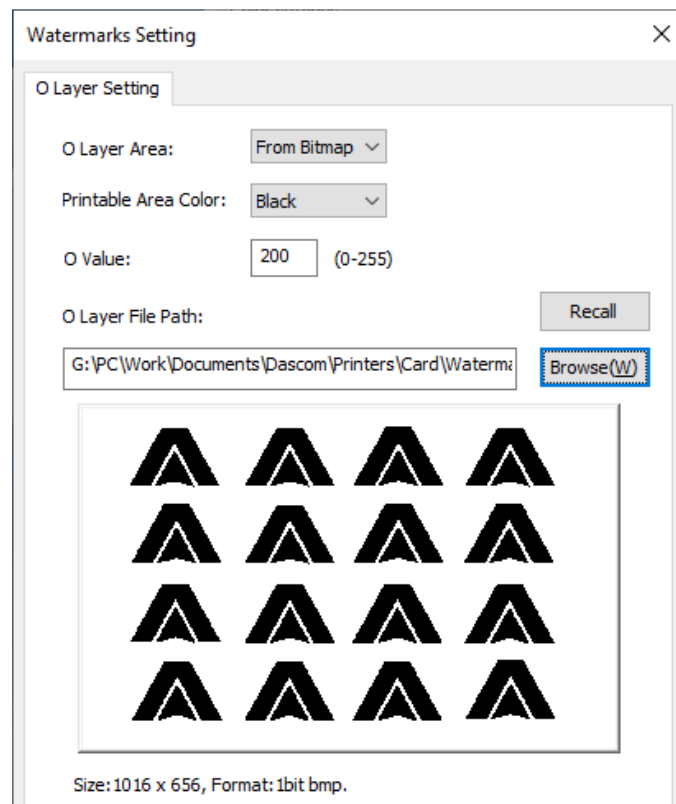 Watermarks Setting
O Layer Setting
O Layer Area: From Bitmap
Printable Area Color: Black
O Value: 200 (0-255)
O Layer File Path: Recall
G:\PC\Work\Documents\Dascom\Printers\Card\Waterma Browse(W)
Size:1016 x 656, Format:1bit bmp.